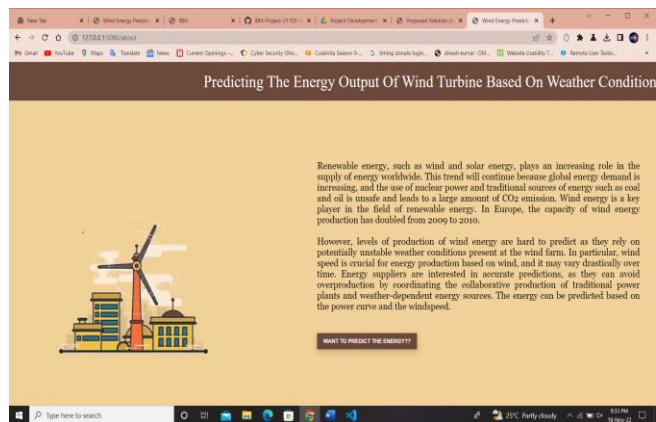 New Tab
Wind Energy Predic
IBM
IBM-Project-21105-
Project Development
Proposed Solution
Wind Energy Predict
127.0.0.1:5000/about
Gmail
YouTube
Maps
Translate
News
Current Openings
Cyber Security (Sho...
CodeVita Season 9
Website Usability T...
Remote User Testin...
Predicting The Energy Output Of Wind Turbine Based On Weather Condition
Renewable energy, such as wind and solar energy, plays an increasing role in the
supply of energy worldwide. This trend will continue because global energy demand is
increasing, and the use of nuclear power and traditional sources of energy such as coal
and oil is unsafe and leads to a large amount of CO2 emission. Wind energy is a key
player in the field of renewable energy. In Europe, the capacity of wind energy
production has doubled from 2009 to 2010.
However, levels of production of wind energy are hard to predict as they rely on
potentially unstable weather conditions present at the wind farm. In particular, wind
speed is crucial for energy production based on wind, and it may vary drastically over
time. Energy suppliers are interested in accurate predictions, as they can avoid
overproduction by coordinating the collaborative production of traditional power
plants and weather-dependent energy sources. The energy can be predicted based on
the power curve and the windspeed.
WANT TO PREDICT THE ENERGY??
Type here to search
25°C Partly cloudy
9:03 PM
16-Nov-22